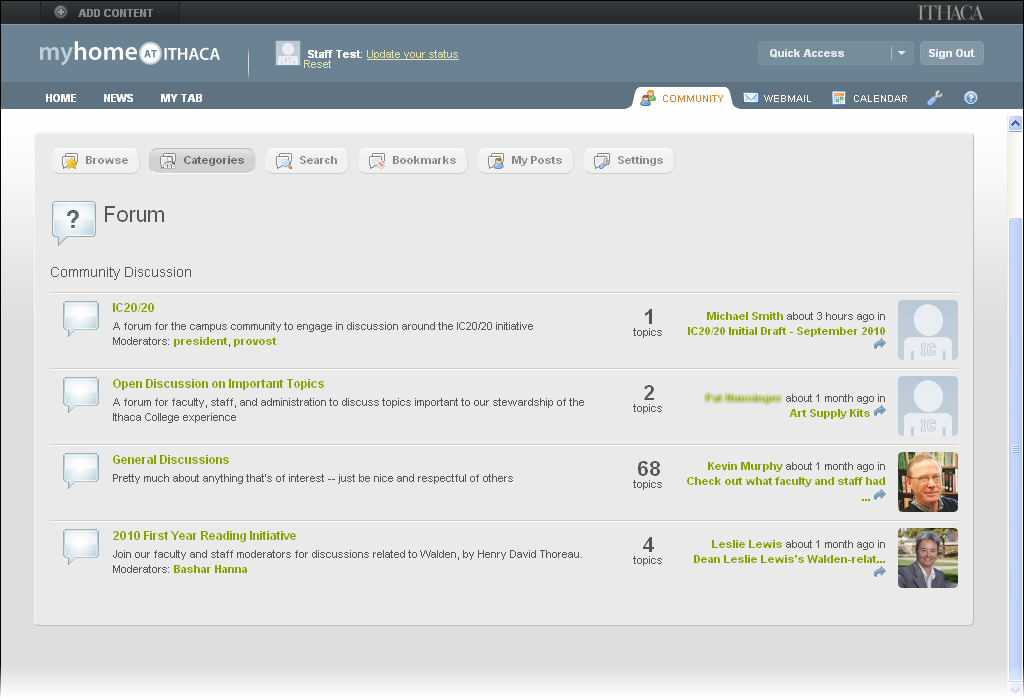 ADD CONTENT
ITHACA
myhome AT ITHACA
Staff Test: Update your status
Reset
Quick Access
Sign Out
HOME NEWS MY TAB
COMMUNITY WEBMAIL CALENDAR ?
Browse Categories Search Bookmarks My Posts Settings
? Forum
Community Discussion
IC20/20
A forum for the campus community to engage in discussion around the IC20/20 initiative
Moderators: president, provost
1
topics
Michael Smith about 3 hours ago in
IC20/20 Initial Draft - September 2010
IC
Open Discussion on Important Topics
A forum for faculty, staff, and administration to discuss topics important to our stewardship of the
Ithaca College experience
2
topics
about 1 month ago in
Art Supply Kits
IC
General Discussions
Pretty much about anything that's of interest -- just be nice and respectful of others
68
topics
Kevin Murphy about 1 month ago in
Check out what faculty and staff had
...
2010 First Year Reading Initiative
Join our faculty and staff moderators for discussions related to Walden, by Henry David Thoreau.
Moderators: Bashar Hanna
4
topics
Leslie Lewis about 1 month ago in
Dean Leslie Lewis's Walden-relat...